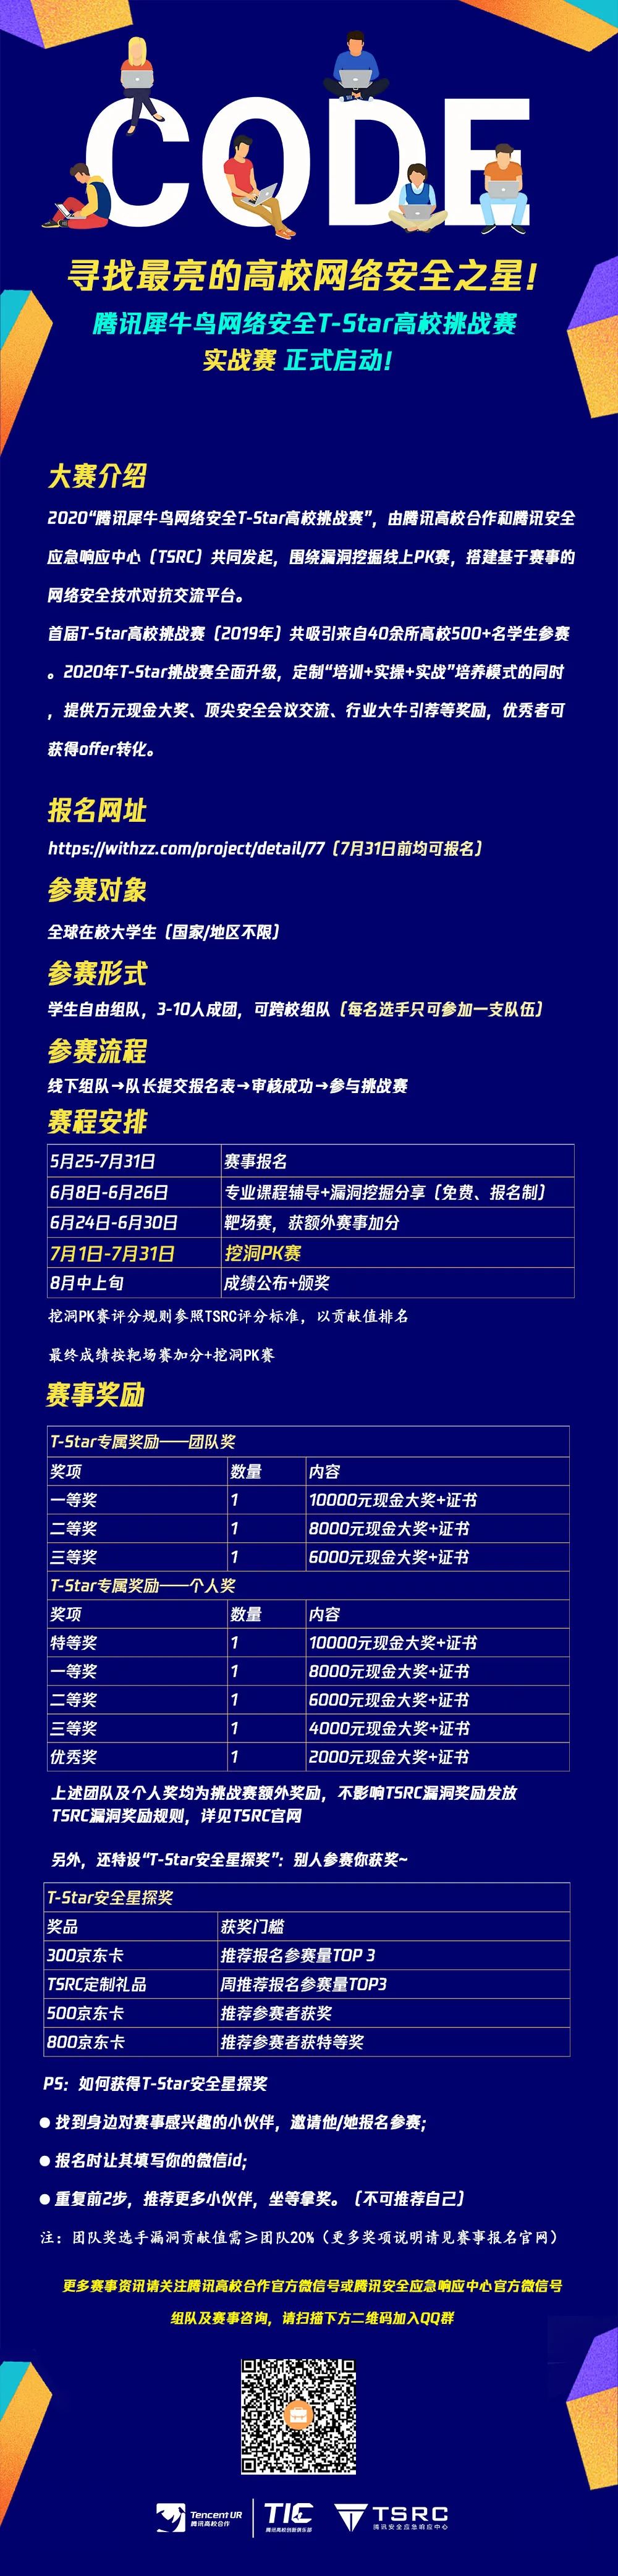 CODE
寻找最亮的高校网络安全之星!
腾讯犀牛鸟网络安全T-Star高校挑战赛
实战赛 正式启动!
大赛介绍
2020“腾讯犀牛鸟网络安全T-Star高校挑战赛”，由腾讯高校合作和腾讯安全
应急响应中心（TSRC）共同发起，围绕漏洞挖掘线上PK赛，搭建基于赛事的
网络安全技术对抗交流平台。
首届T-Star高校挑战赛（2019年）共吸引来自40余所高校500+名学生参赛
。2020年T-Star挑战赛全面升级，定制“培训+实操+实战”培养模式的同时
，提供万元现金大奖、顶尖安全会议交流、行业大牛引荐等奖励，优秀者可
获得offer转化。
报名网址
https://withzz.com/project/detail/77（7月31日前均可报名）
参赛对象
全球在校大学生（国家/地区不限）
参赛形式
学生自由组队，3-10人成团，可跨校组队（每名选手只可参加一支队伍）
参赛流程
线下组队→队长提交报名表→审核成功→参与挑战赛
赛程安排
5月25-7月31日 赛事报名
6月8日-6月26日 专业课程辅导+漏洞挖掘分享（免费、报名制）
6月24日-6月30日 靶场赛，获额外赛事加分
7月1日-7月31日 挖洞PK赛
8月中上旬 成绩公布+颁奖
挖洞PK赛评分规则参照TSRC评分标准，以贡献值排名
最终成绩按靶场赛加分+挖洞PK赛
赛事奖励
T-Star专属奖励——团队奖
奖项 数量 内容
一等奖 1 10000元现金大奖+证书
二等奖 1 8000元现金大奖+证书
三等奖 1 6000元现金大奖+证书
T-Star专属奖励——个人奖
奖项 数量 内容
特等奖 1 10000元现金大奖+证书
一等奖 1 8000元现金大奖+证书
二等奖 1 6000元现金大奖+证书
三等奖 1 4000元现金大奖+证书
优秀奖 1 2000元现金大奖+证书
上述团队及个人奖均为挑战赛额外奖励，不影响TSRC漏洞奖励发放
TSRC漏洞奖励规则，详见TSRC官网
另外，还特设“T-Star安全星探奖”：别人参赛你获奖~
T-Star安全星探奖
奖品 获奖门槛
300京东卡 推荐报名参赛量TOP 3
TSRC定制礼品 周推荐报名参赛量TOP3
500京东卡 推荐参赛者获奖
800京东卡 推荐参赛者获特等奖
PS：如何获得T-Star安全星探奖
● 找到身边对赛事感兴趣的小伙伴，邀请他/她报名参赛；
● 报名时让其填写你的微信id；
● 重复前2步，推荐更多小伙伴，坐等拿奖。（不可推荐自己）
注：团队奖选手漏洞贡献值需≥团队20%（更多奖项说明请见赛事报名官网）
更多赛事资讯请关注腾讯高校合作官方微信号或腾讯安全应急响应中心官方微信号
组队及赛事咨询，请扫描下方二维码加入QQ群
Tencent UR 腾讯高校合作
TIC 腾讯高校创新俱乐部
TSRC 腾讯安全应急响应中心